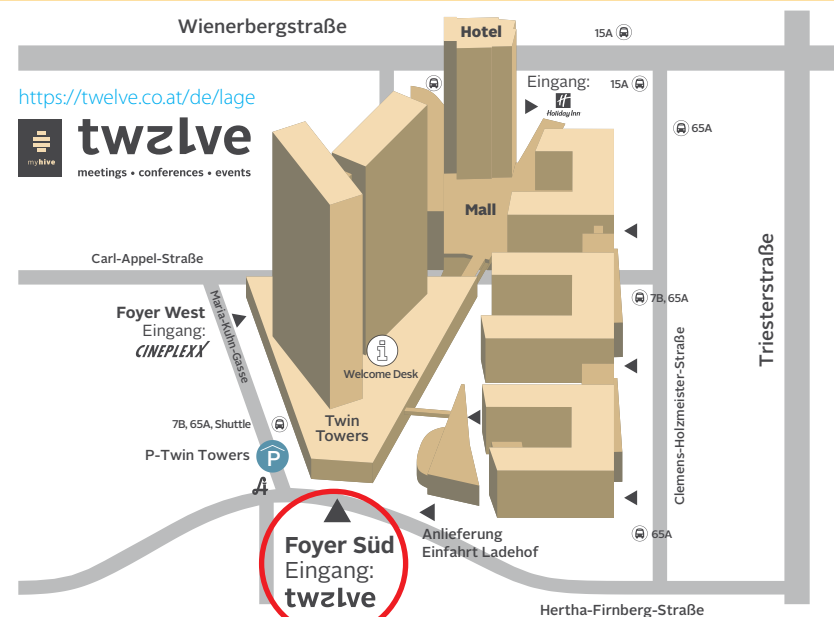 Wienerbergstraße
Hotel
15A
https://twelve.co.at/de/lage
Eingang:
Holiday Inn
15A
myhive
twelve
meetings • conferences • events
65A
Mall
Carl-Appel-Straße
Triesterstraße
Foyer West
Eingang:
CINEPLEXX
Maria-Kuhn-Gasse
7B, 65A
i
Welcome Desk
Clemens-Holzmeister-Straße
7B, 65A, Shuttle
Twin
Towers
P-Twin Towers
P
Foyer Süd
Eingang:
twelve
Anlieferung
Einfahrt Ladehof
65A
Hertha-Firnberg-Straße